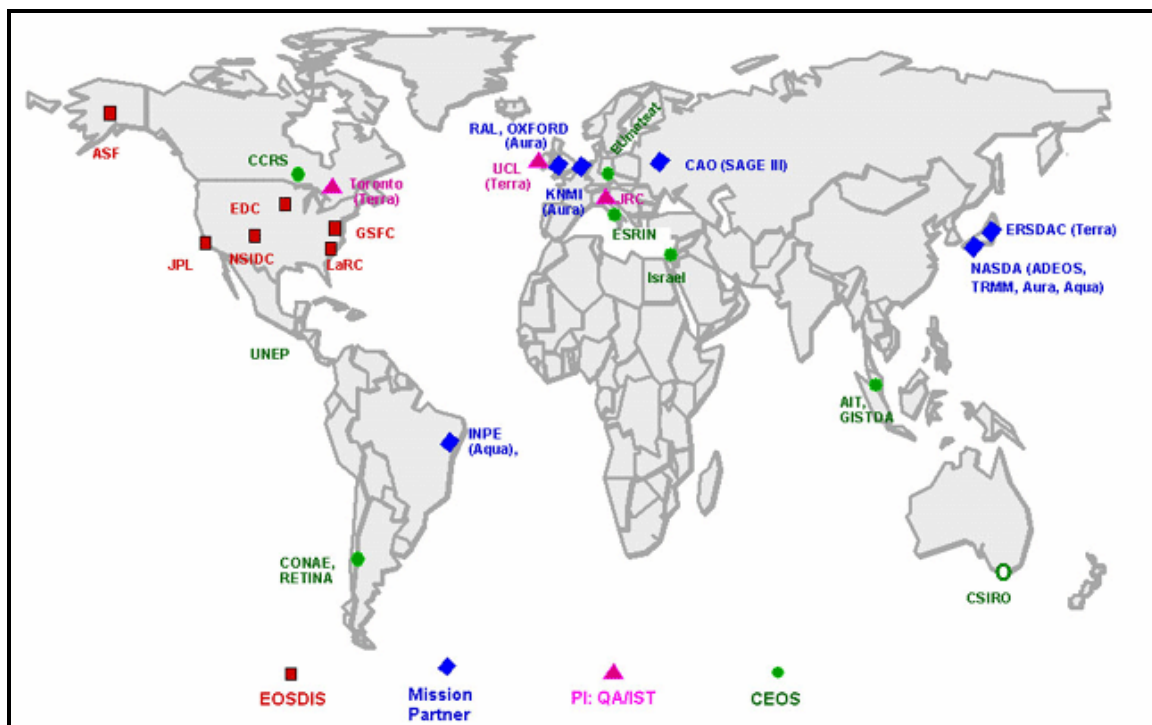 ASF
CCRS
Toronto
(Terra)
EDC
GSFC
JPL
NSIDC
LaRC
UNEP
INPE
(Aqua),
CONAE,
RETINA
RAL, OXFORD
(Aura)
UCL
(Terra)
KNMI
(Aura)
EUmetsat
CAO (SAGE III)
JRC
ESRIN
Israel
ERSDAC (Terra)
NASDA (ADEOS,
TRMM, Aura, Aqua)
AIT,
GISTDA
CSIRO
EOSDIS
Mission
Partner
PI: QA/IST
CEOS